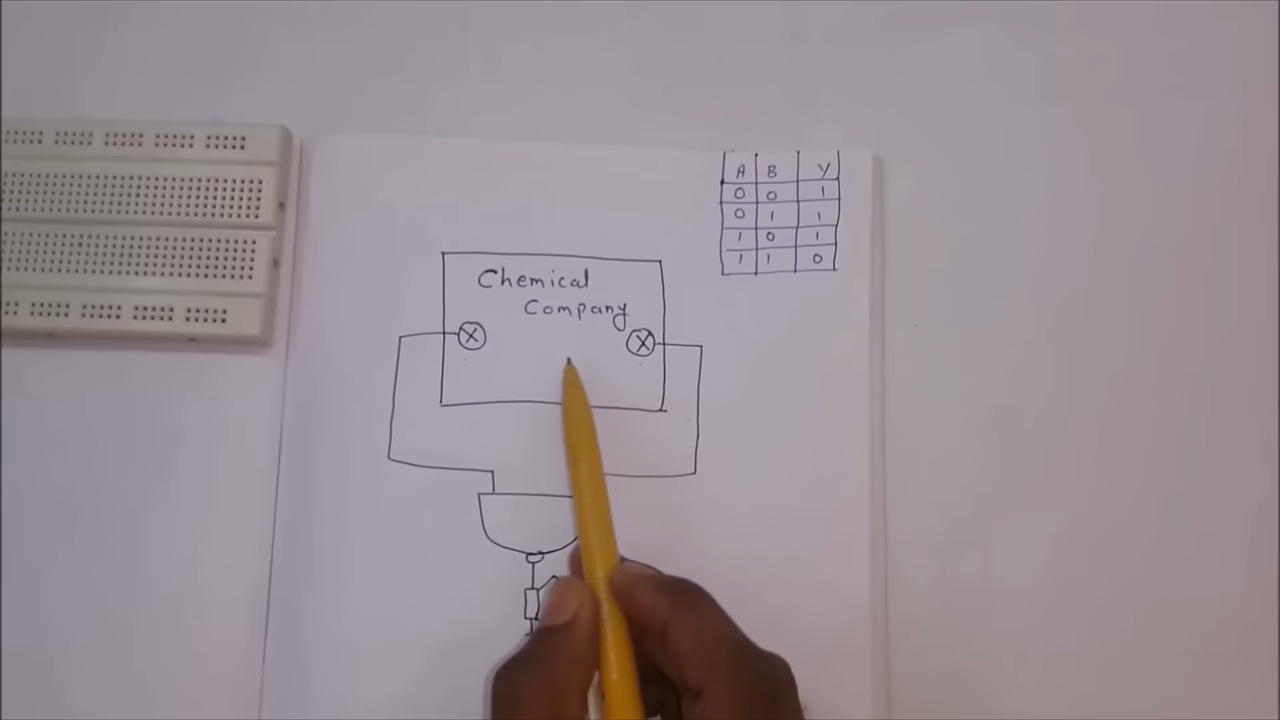 A B Y
0 0 1
0 1 1
1 0 1
1 1 0
Chemical
Company